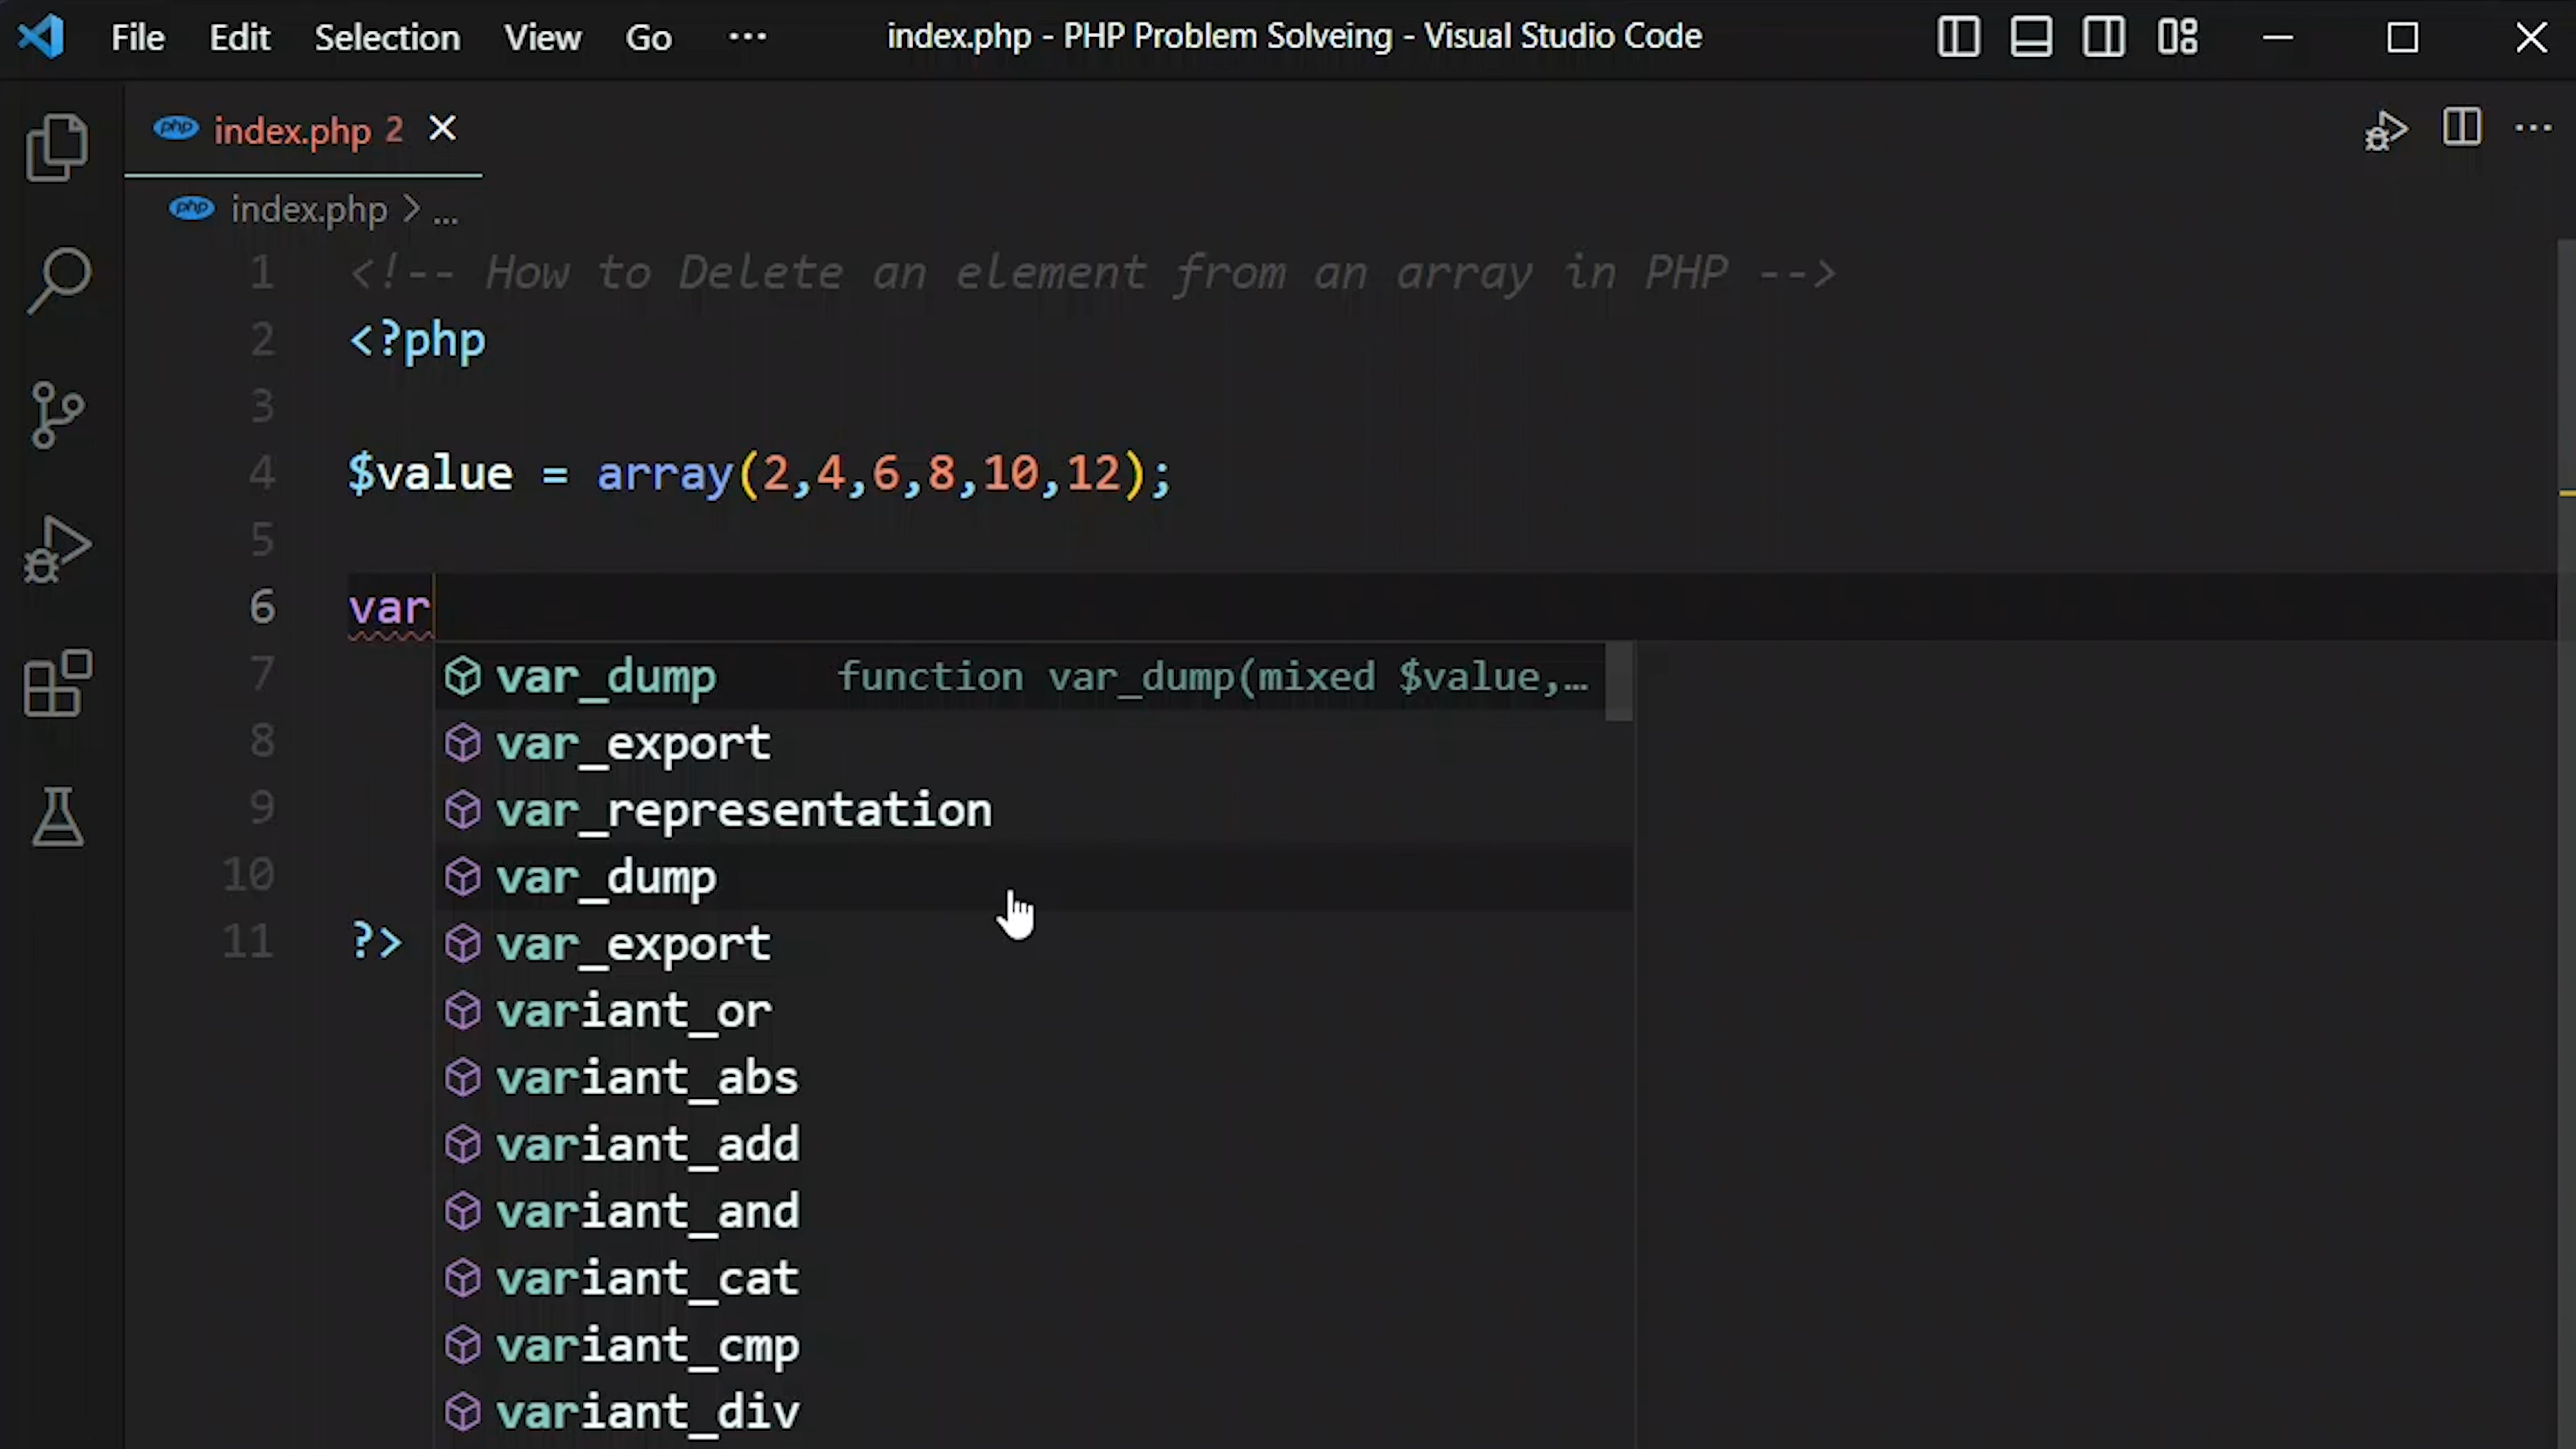 File Edit Selection View Go ··· index.php - PHP Problem Solveing - Visual Studio Code
php index.php 2
php index.php > ...
1 <!-- How to Delete an element from an array in PHP -->
2 <?php
3
4 $value = array(2,4,6,8,10,12);
5
6 var
7 var_dump function var_dump(mixed $value,…
8 var_export
9 var_representation
10 var_dump
11 ?> var_export
variant_or
variant_abs
variant_add
variant_and
variant_cat
variant_cmp
variant_div